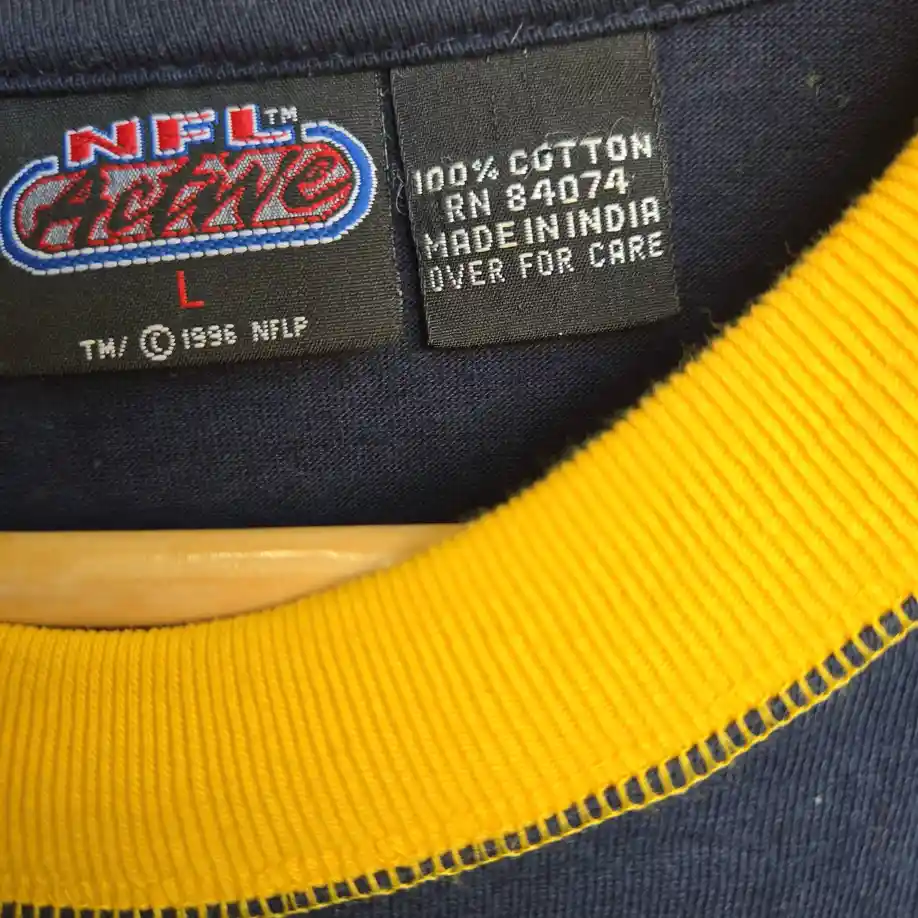 NFL™
Active
L
TM/ © 1996 NFLP
100% COTTON
RN 84074
MADE IN INDIA
OVER FOR CARE